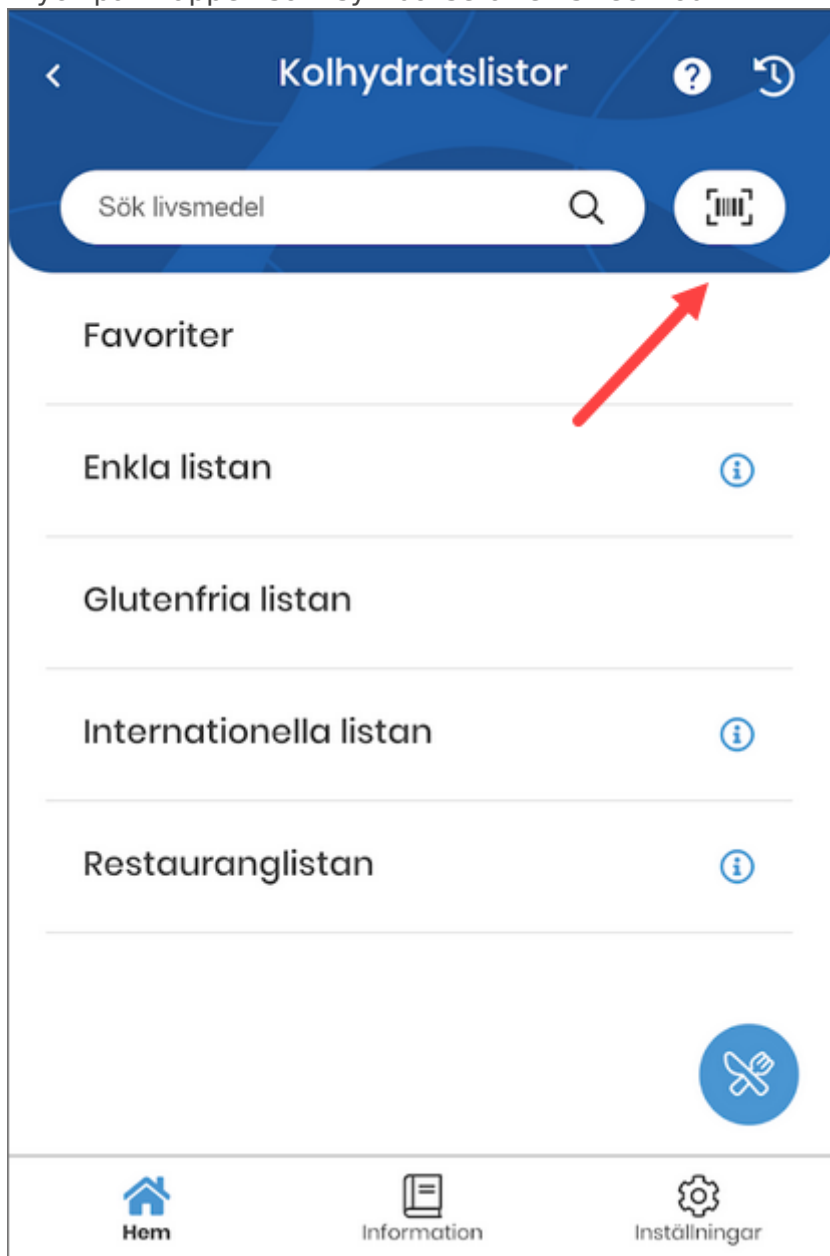 Kolhydratslistor
Sök livsmedel
Favoriter
Enkla listan
Glutenfria listan
Internationella listan
Restauranglistan
Hem
Information
Inställningar